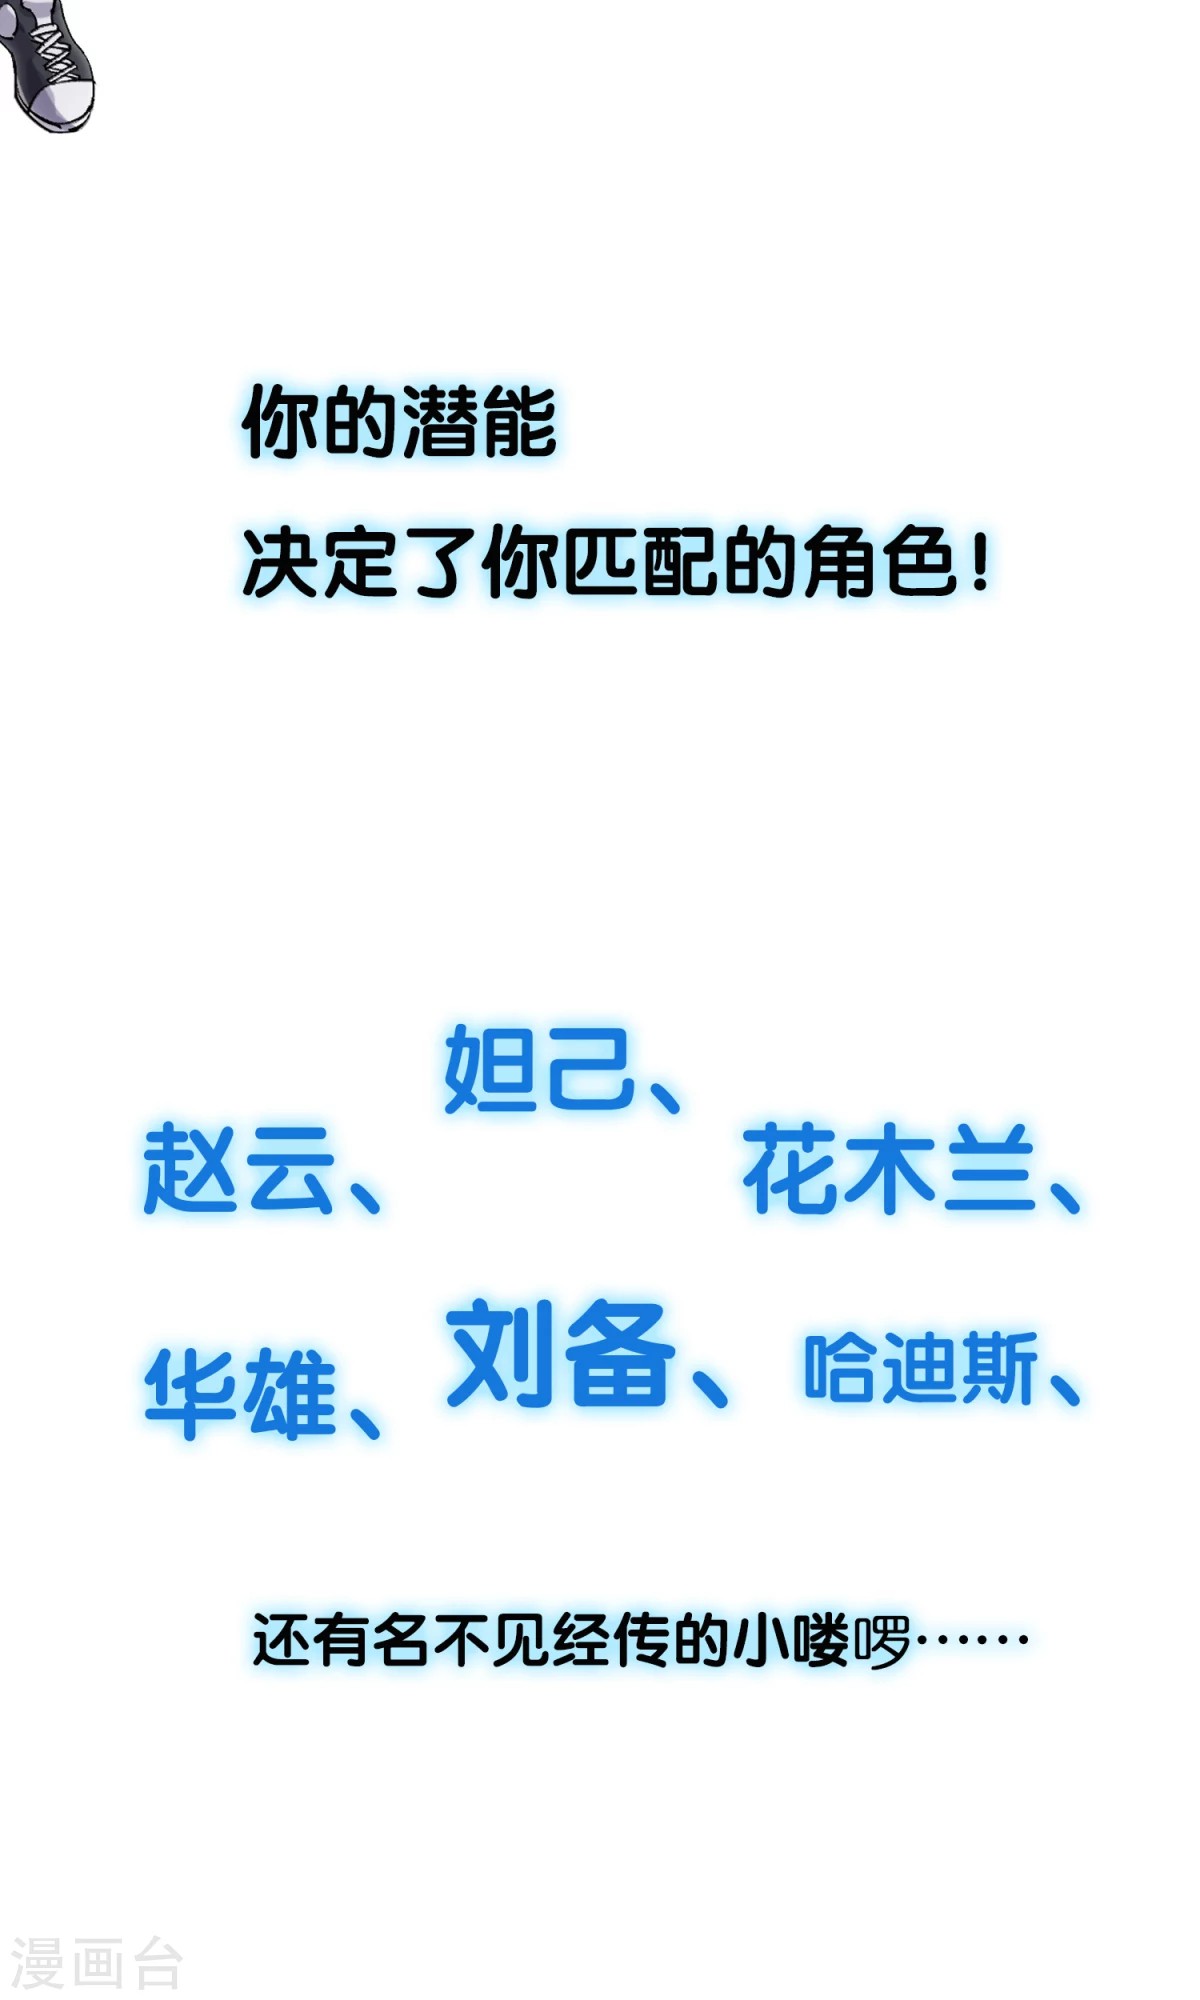 你的潜能
决定了你匹配的角色！
妲己、
赵云、
花木兰、
华雄、
刘备、
哈迪斯、
还有名不见经传的小喽啰……
漫画台